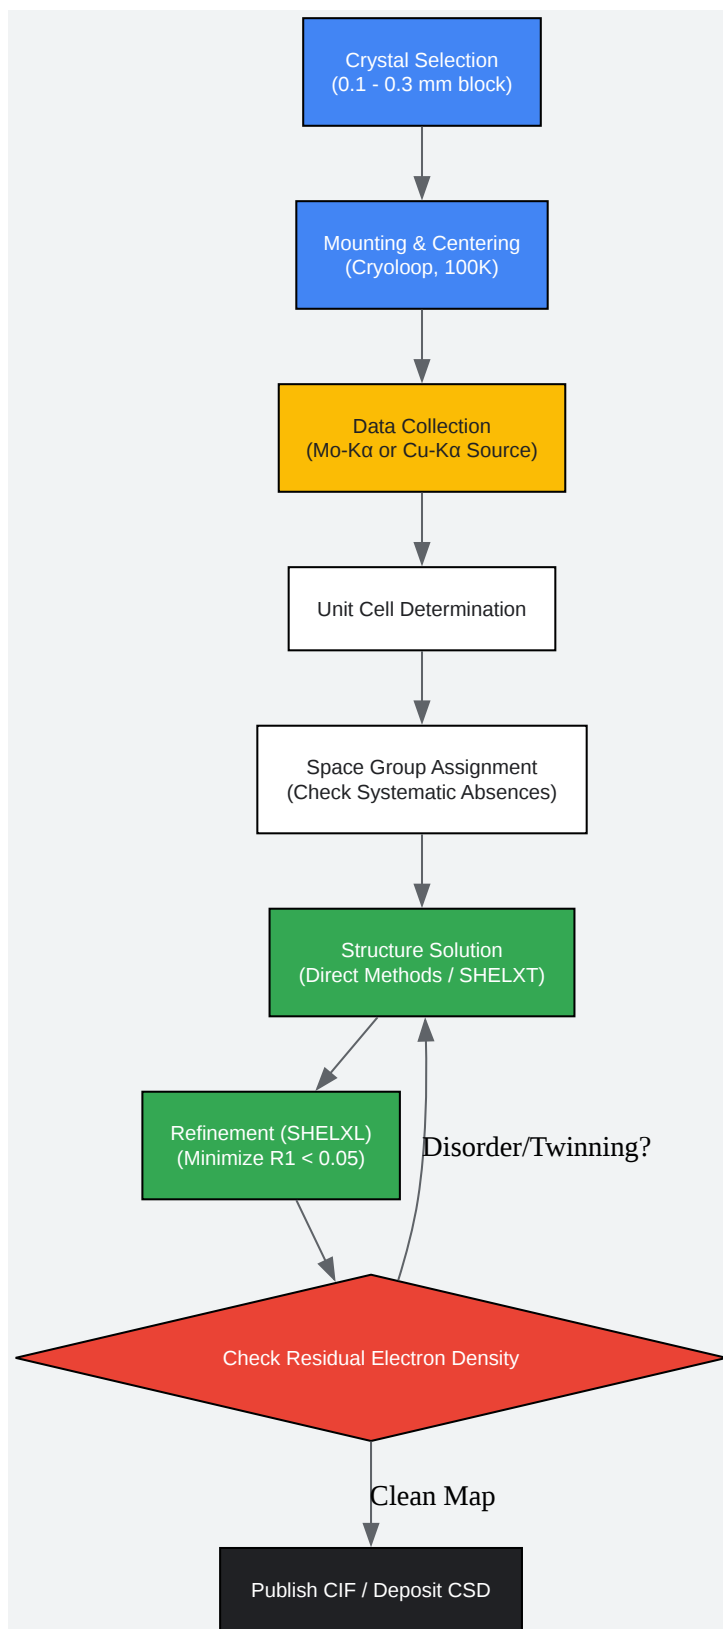 Crystal Selection
(0.1 - 0.3 mm block)
Mounting & Centering
(Cryoloop, 100K)
Data Collection
(Mo-Kα or Cu-Kα Source)
Unit Cell Determination
Space Group Assignment
(Check Systematic Absences)
Structure Solution
(Direct Methods / SHELXT)
Refinement (SHELXL)
(Minimize R1 < 0.05)
Disorder/Twinning?
Check Residual Electron Density
Clean Map
Publish CIF / Deposit CSD